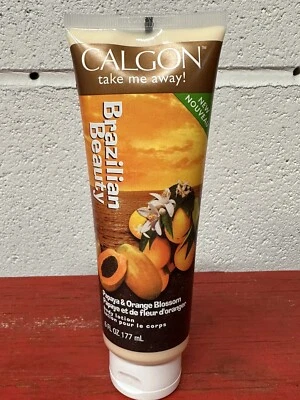 CALGON™
take me away!
NEW
NOUVEAU
Brazilian
Beauty
Papaya & Orange Blossom
Papaye et de fleur d'oranger
body lotion
lotion pour le corps
6 fl. oz 177 mL